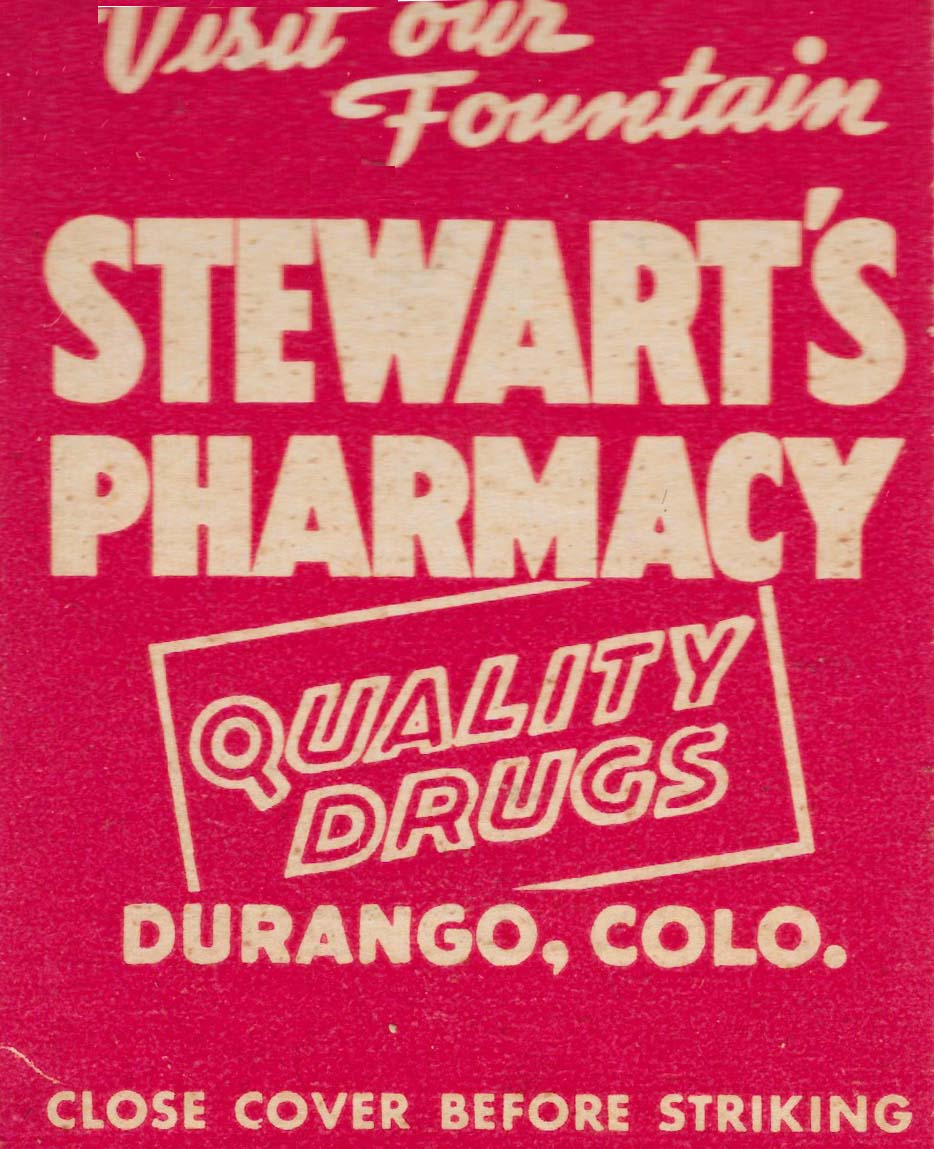 Visit our
Fountain
STEWART'S
PHARMACY
QUALITY
DRUGS
DURANGO, COLO.
CLOSE COVER BEFORE STRIKING